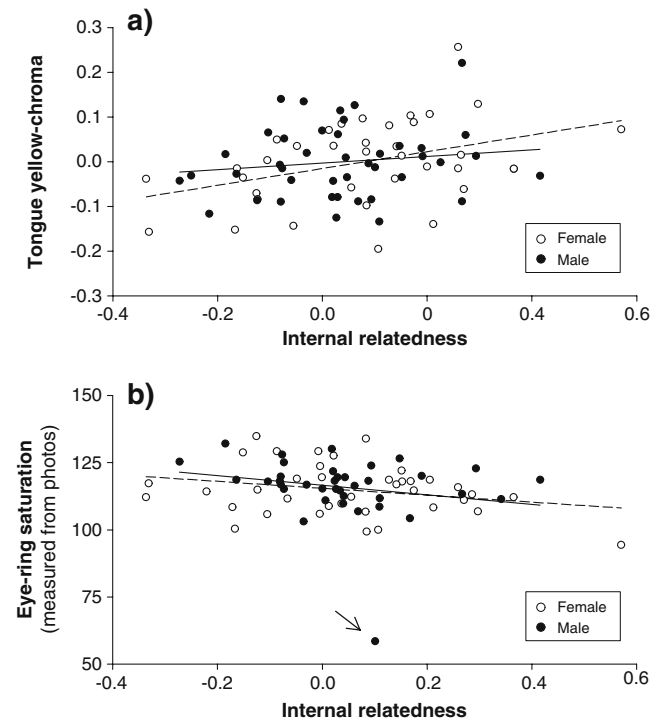 a)
Tongue yellow-chroma
0.3
0.2
0.1
0.0
-0.1
-0.2
-0.3
-0.4 -0.2 0.0 0.2 0.4 0.6
Internal relatedness
Female
Male
b)
Eye-ring saturation
(measured from photos)
150
125
100
75
50
-0.4 -0.2 0.0 0.20 0.4 0.6
Internal relatedness
Female
Male